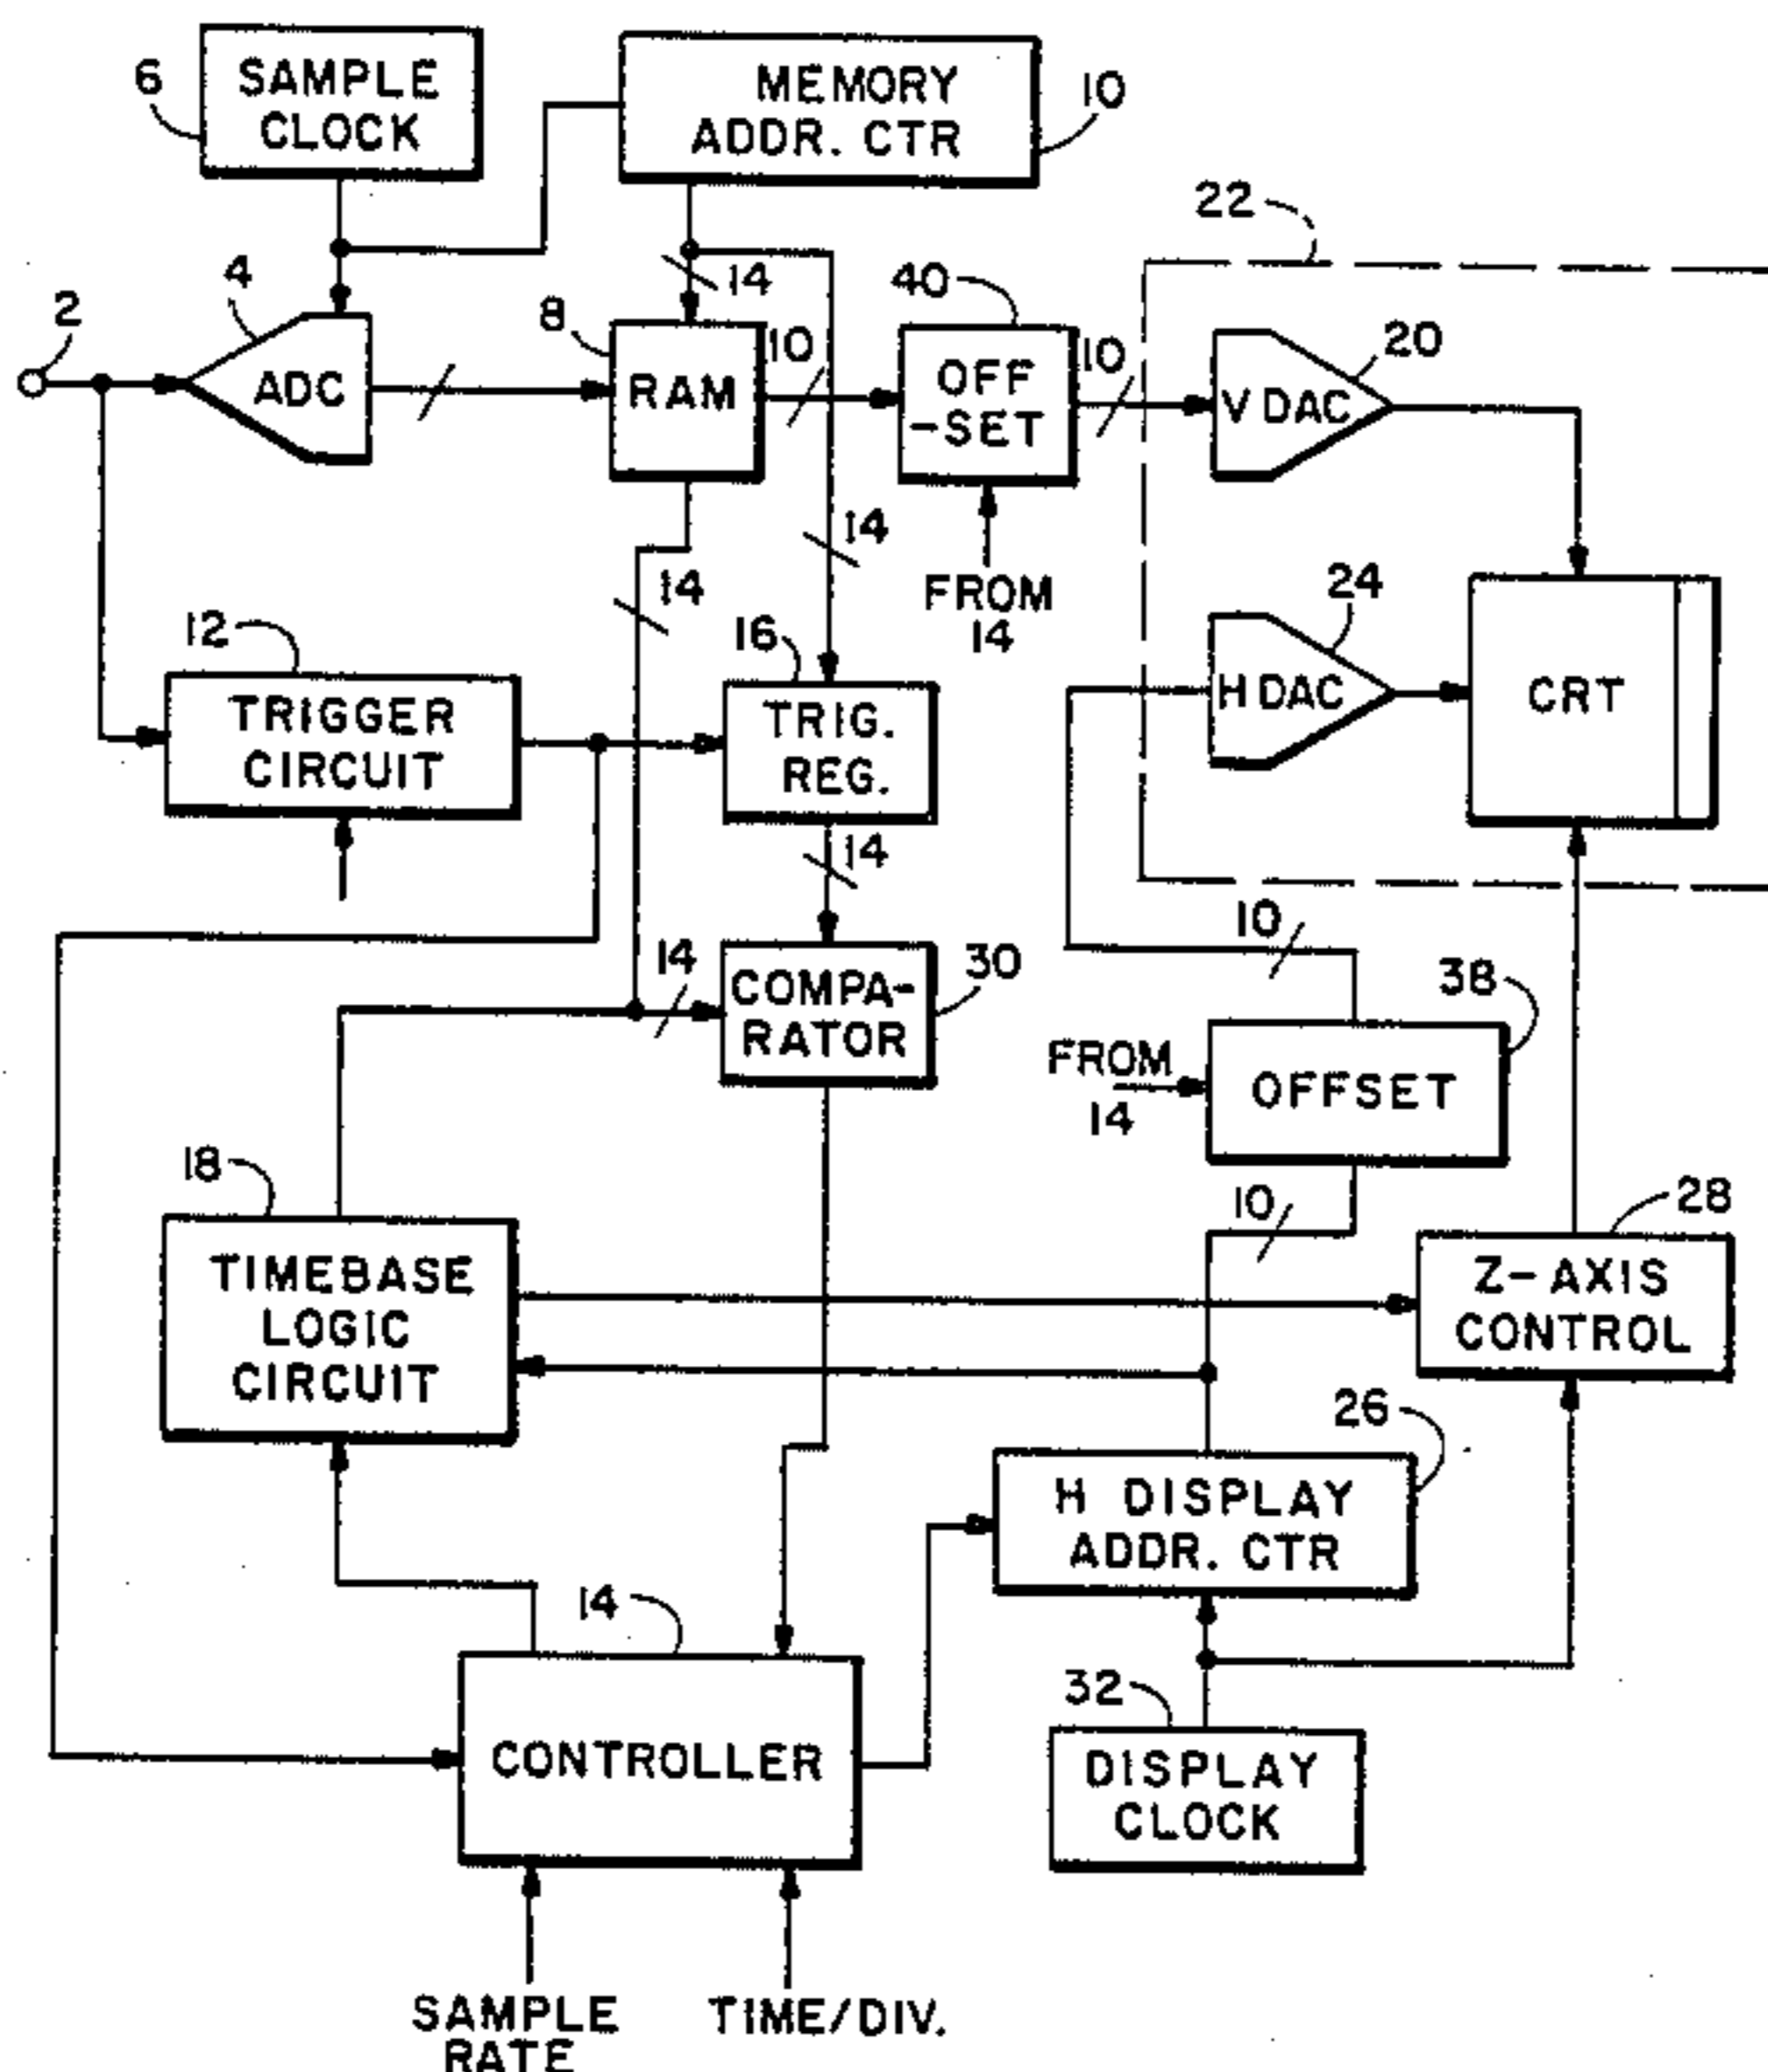 6
SAMPLE
CLOCK
MEMORY
ADDR. CTR
10
22
4
14
40
2
8
10
10
20
ADC
RAM
OFF
-SET
V DAC
14
14
FROM
14
24
12
16
TRIGGER
CIRCUIT
TRIG.
REG.
H DAC
CRT
14
10
14
COMPA-
RATOR
30
38
FROM
14
OFFSET
18
10
28
TIMEBASE
LOGIC
CIRCUIT
Z-AXIS
CONTROL
26
H DISPLAY
ADDR. CTR
14
32
CONTROLLER
DISPLAY
CLOCK
SAMPLE
RATE
TIME/DIV.